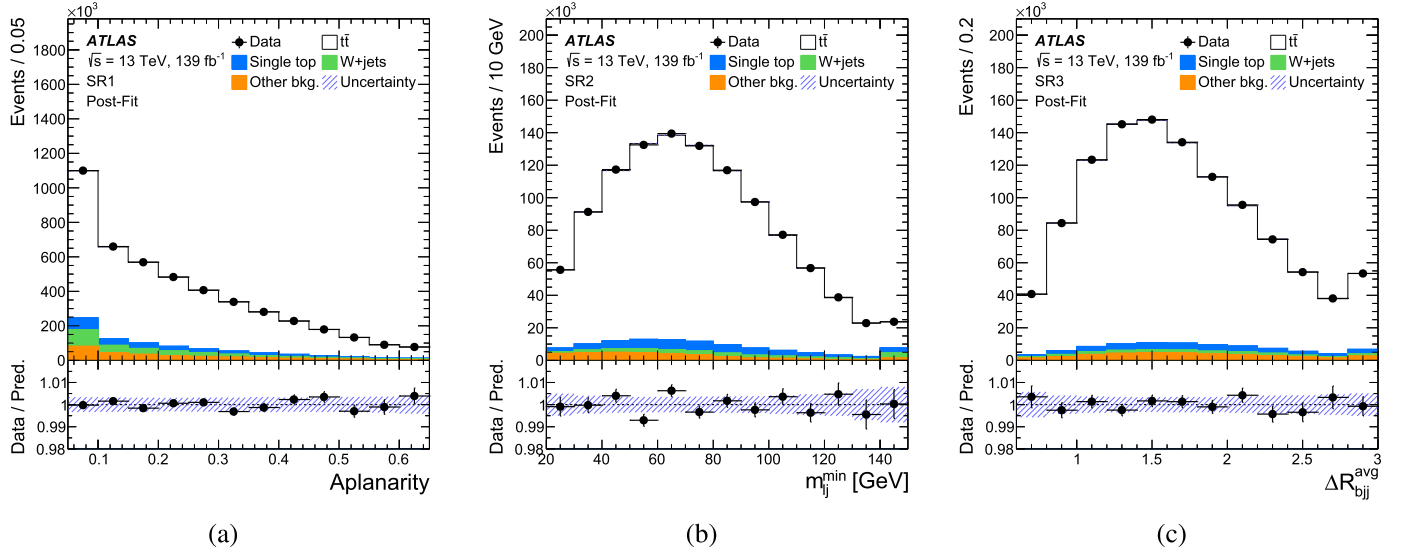 ×10³
Events / 0.05
1800
1600
1400
1200
1000
800
600
400
200
0
ATLAS
√s = 13 TeV, 139 fb⁻¹
SR1
Post-Fit
Data
tt̄
Single top
W+jets
Other bkg.
Uncertainty
Data / Pred.
1.01
1
0.99
0.98
0.1 0.2 0.3 0.4 0.5 0.6
Aplanarity
(a)
×10³
Events / 10 GeV
200
180
160
140
120
100
80
60
40
20
0
ATLAS
√s = 13 TeV, 139 fb⁻¹
SR2
Post-Fit
Data
tt̄
Single top
W+jets
Other bkg.
Uncertainty
Data / Pred.
1.01
1
0.99
0.98
20 40 60 80 100 120 140
m_lj^min [GeV]
(b)
×10³
Events / 0.2
200
180
160
140
120
100
80
60
40
20
0
ATLAS
√s = 13 TeV, 139 fb⁻¹
SR3
Post-Fit
Data
tt̄
Single top
W+jets
Other bkg.
Uncertainty
Data / Pred.
1.01
1
0.99
0.98
1 1.5 2 2.5 3
ΔR_bjj^avg
(c)